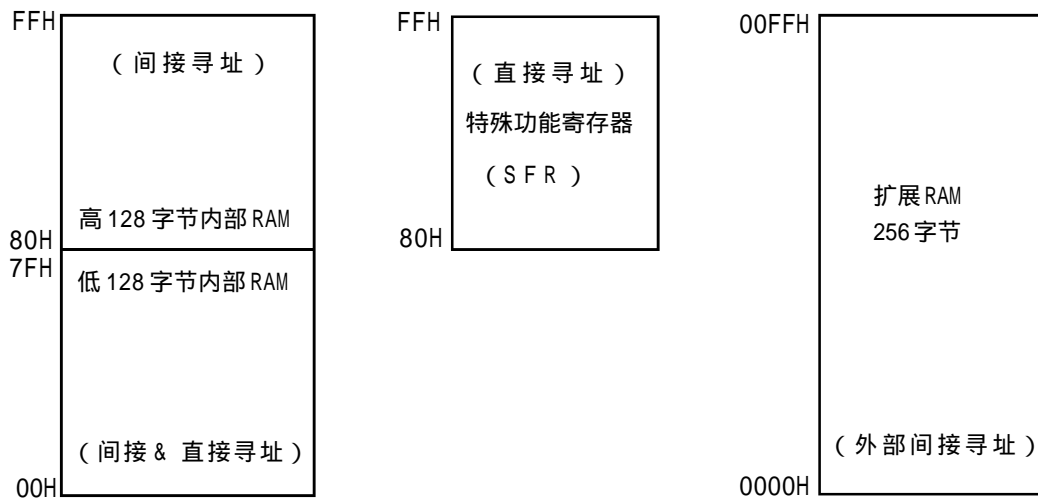 FFH
(间接寻址)
高128字节内部RAM
80H
7FH
低128字节内部RAM
(间接& 直接寻址)
00H
FFH
(直接寻址)
特殊功能寄存器
(SFR)
80H
00FFH
扩展RAM
256字节
(外部间接寻址)
0000H